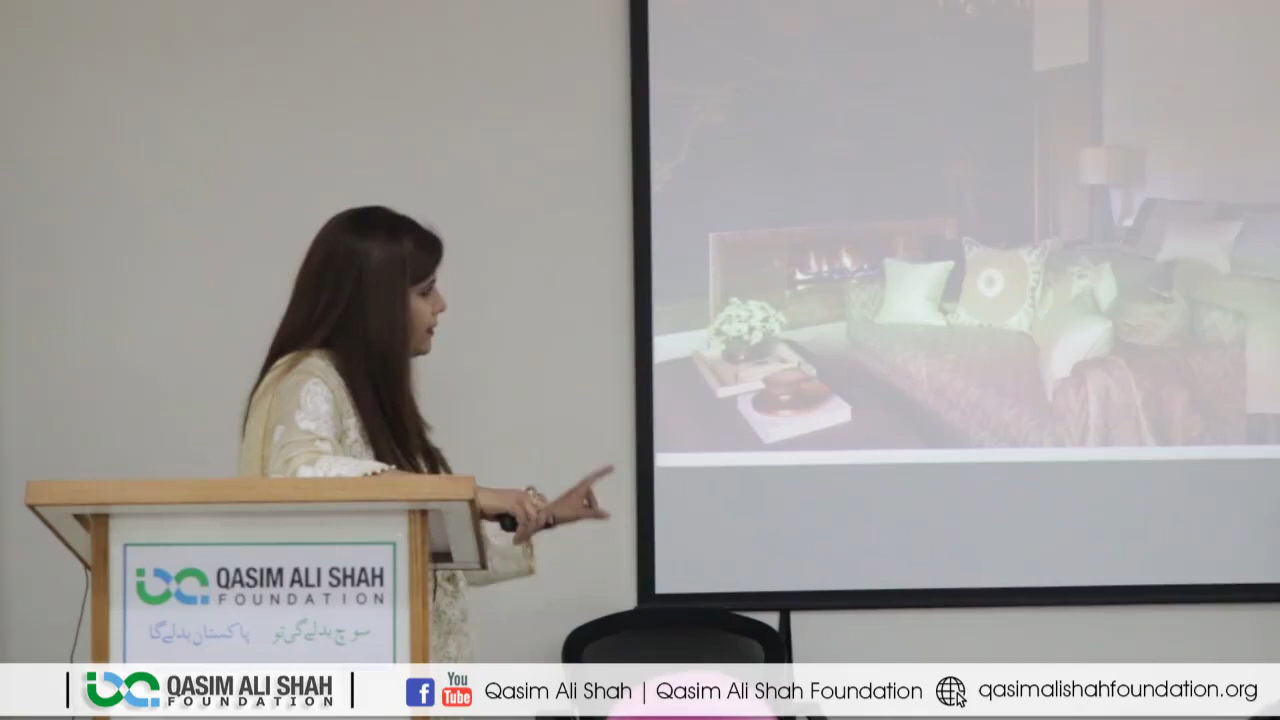 QASIM ALI SHAH
FOUNDATION
سوچ بدلے گی تو پاکستان بدلے گا
QASIM ALI SHAH
FOUNDATION
f You Tube Qasim Ali Shah | Qasim Ali Shah Foundation qasimalishahfoundation.org